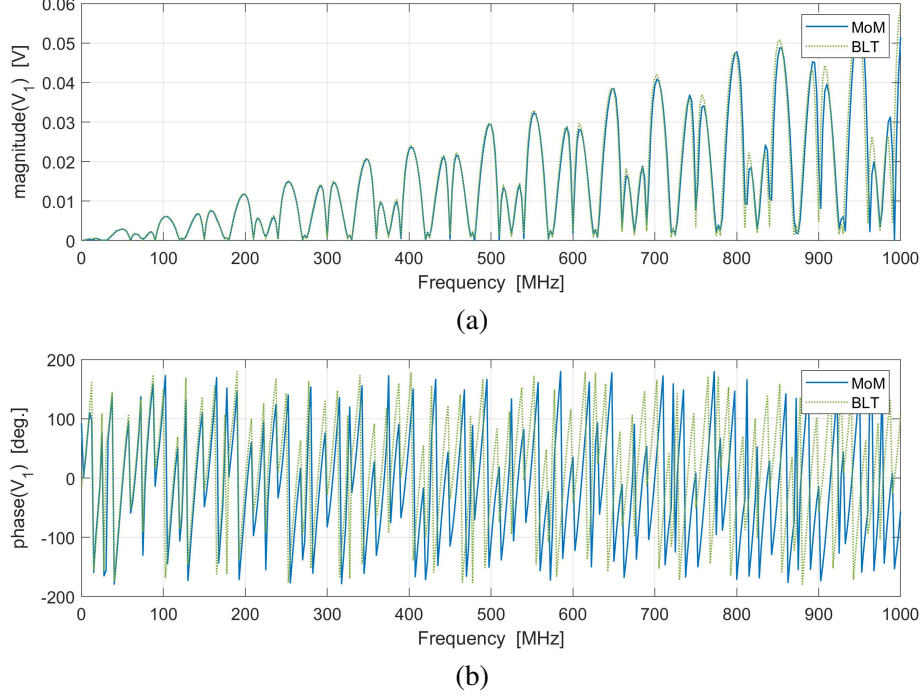 0.06
0.05
0.04
0.03
0.02
0.01
0
magnitude(V1) [V]
MoM
BLT
0 100 200 300 400 500 600 700 800 900 1000
Frequency [MHz]
(a)
200
100
0
-100
-200
phase(V1) [deg.]
MoM
BLT
0 100 200 300 400 500 600 700 800 900 1000
Frequency [MHz]
(b)